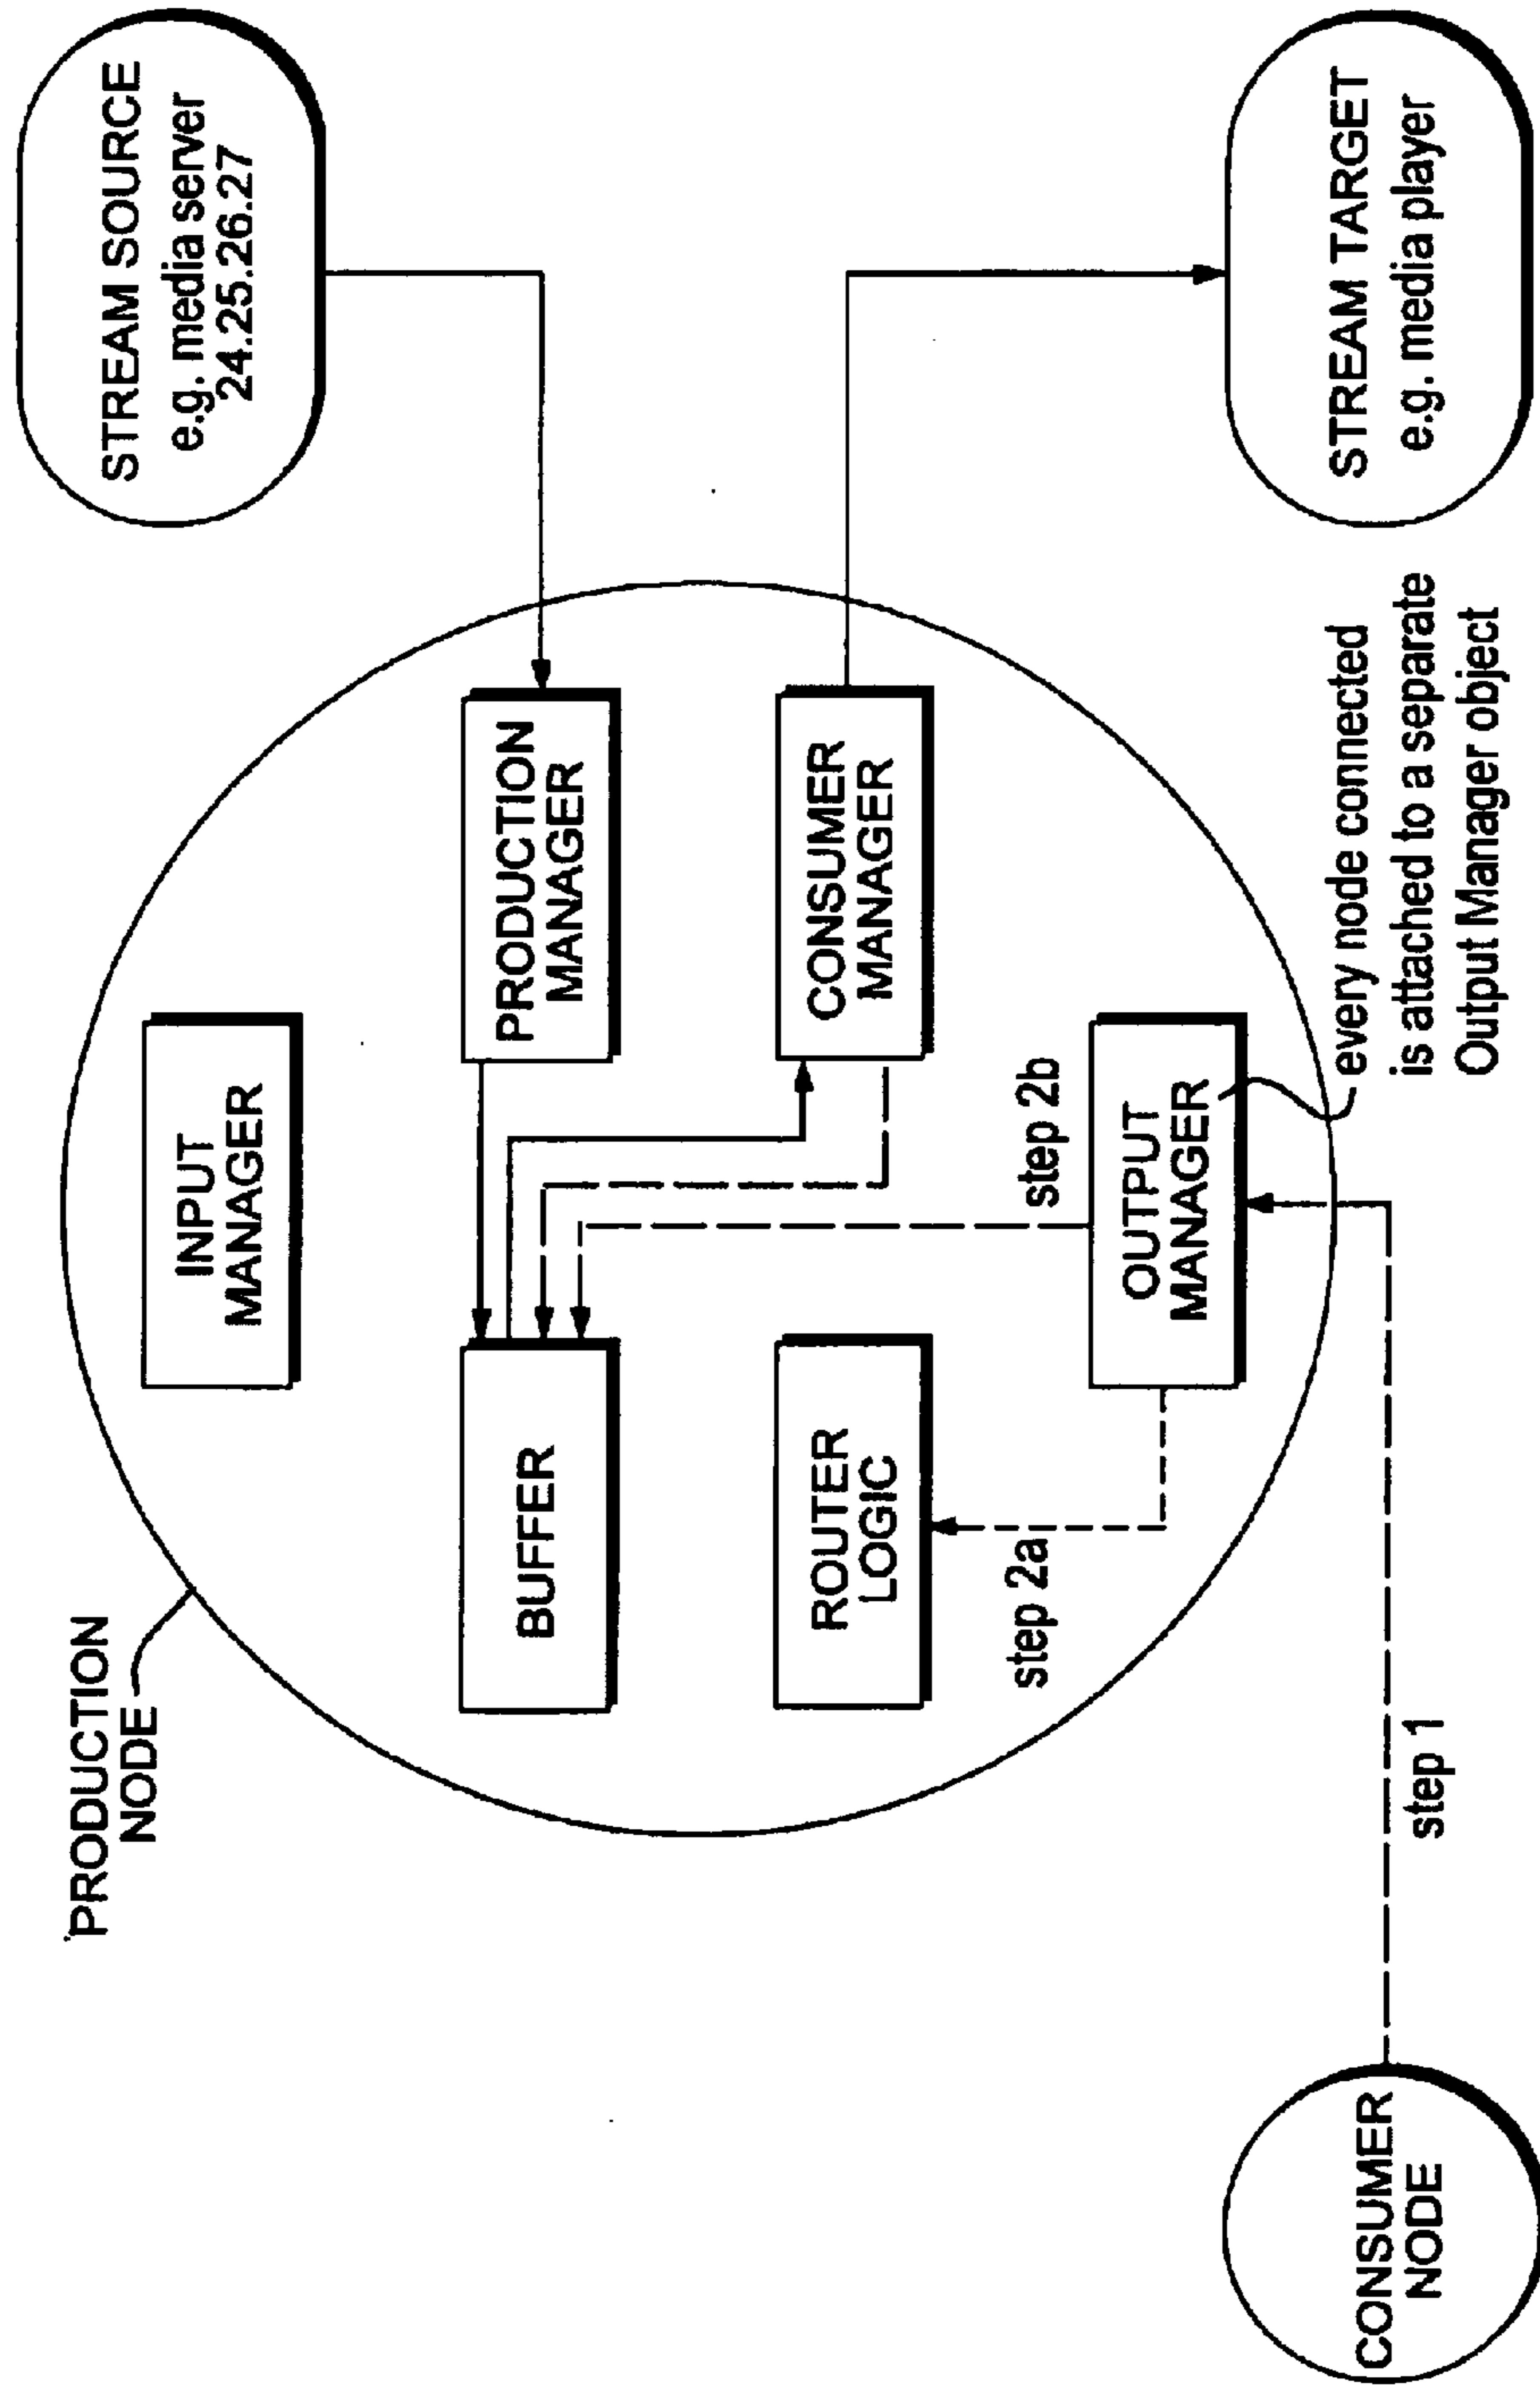 STREAM SOURCE
e.g. media server
24.25.26.27
PRODUCTION
NODE
INPUT
MANAGER
BUFFER
PRODUCTION
MANAGER
ROUTER
LOGIC
CONSUMER
MANAGER
step 2a
step 2b
OUTPUT
MANAGER
every node connected
is attached to a separate
Output Manager object
step 1
CONSUMER
NODE
STREAM TARGET
e.g. media player